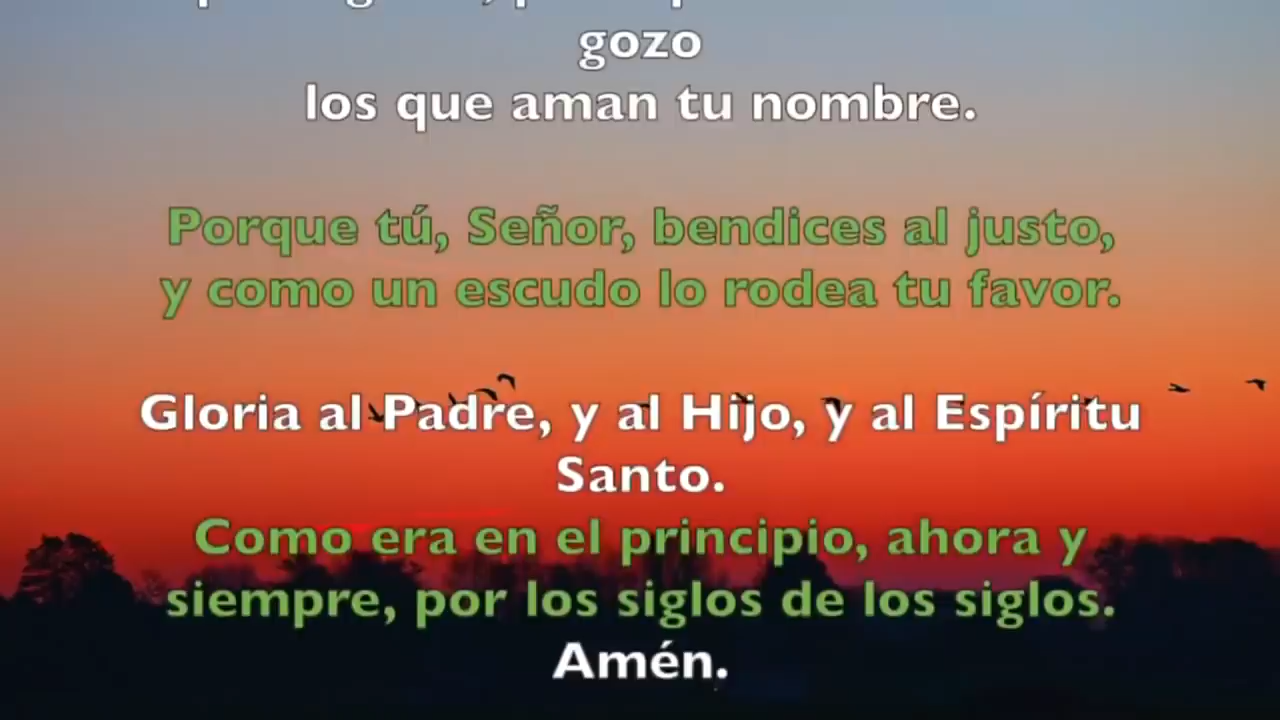 gozo
los que aman tu nombre.
Porque tú, Señor, bendices al justo,
y como un escudo lo rodea tu favor.
Gloria al Padre, y al Hijo, y al Espíritu
Santo.
Como era en el principio, ahora y
siempre, por los siglos de los siglos.
Amén.